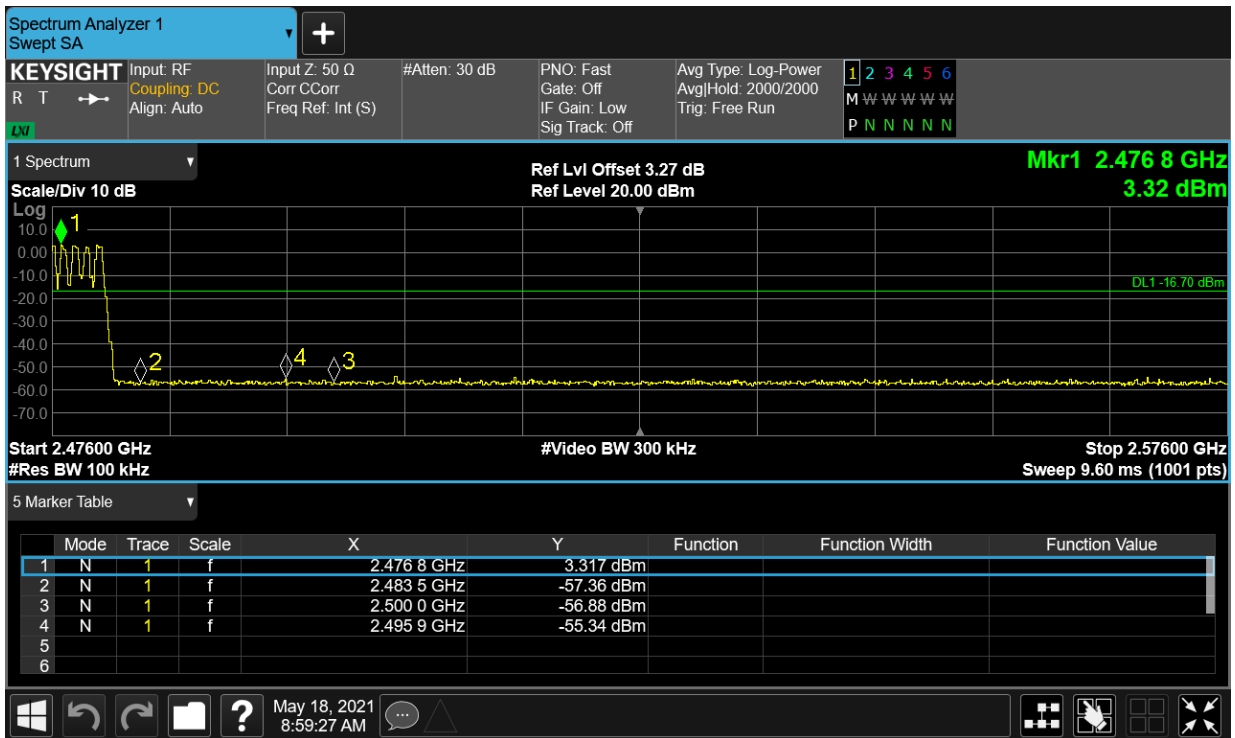 Spectrum Analyzer 1
Swept SA
KEYSIGHT
R T
LXI
Input: RF
Coupling: DC
Align: Auto
Input Z: 50 Ω
Corr CCorr
Freq Ref: Int (S)
#Atten: 30 dB
PNO: Fast
Gate: Off
IF Gain: Low
Sig Track: Off
Avg Type: Log-Power
Avg|Hold: 2000/2000
Trig: Free Run
1 2 3 4 5 6
M W W W W W
P N N N N N
1 Spectrum
Scale/Div 10 dB
Ref Lvl Offset 3.27 dB
Ref Level 20.00 dBm
Mkr1 2.476 8 GHz
3.32 dBm
Log
10.0
0.00
-10.0
-20.0
-30.0
-40.0
-50.0
-60.0
-70.0
1
2
4
3
DL1 -16.70 dBm
Start 2.47600 GHz
#Video BW 300 kHz
Stop 2.57600 GHz
#Res BW 100 kHz
Sweep 9.60 ms (1001 pts)
5 Marker Table
Mode Trace Scale X Y Function Function Width Function Value
1 N 1 f 2.476 8 GHz 3.317 dBm
2 N 1 f 2.483 5 GHz -57.36 dBm
3 N 1 f 2.500 0 GHz -56.88 dBm
4 N 1 f 2.495 9 GHz -55.34 dBm
5
6
?
May 18, 2021
8:59:27 AM